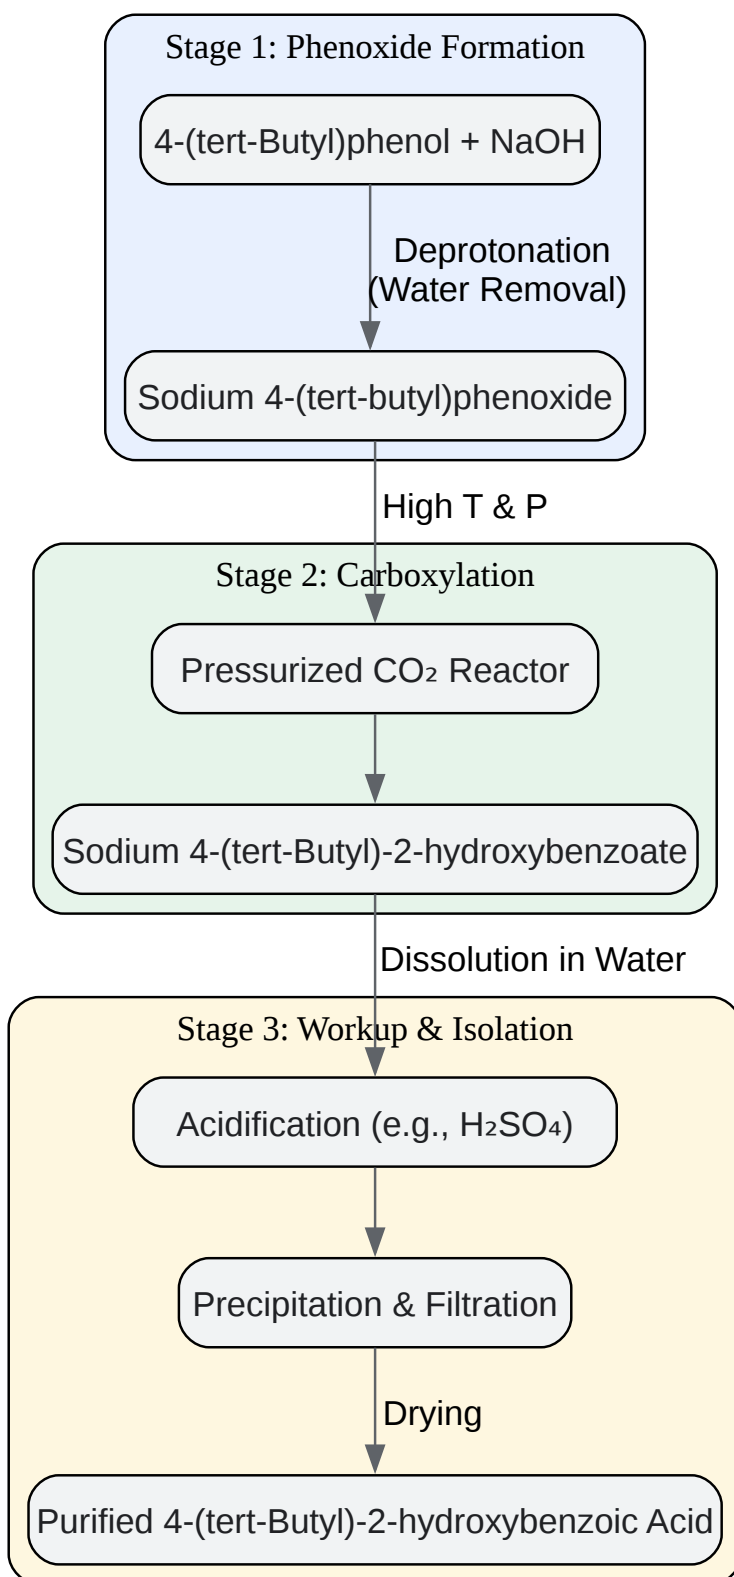 Stage 1: Phenoxide Formation
4-(tert-Butyl)phenol + NaOH
Deprotonation
(Water Removal)
Sodium 4-(tert-butyl)phenoxide
High T & P
Stage 2: Carboxylation
Pressurized CO₂ Reactor
Sodium 4-(tert-Butyl)-2-hydroxybenzoate
Dissolution in Water
Stage 3: Workup & Isolation
Acidification (e.g., H₂SO₄)
Precipitation & Filtration
Drying
Purified 4-(tert-Butyl)-2-hydroxybenzoic Acid